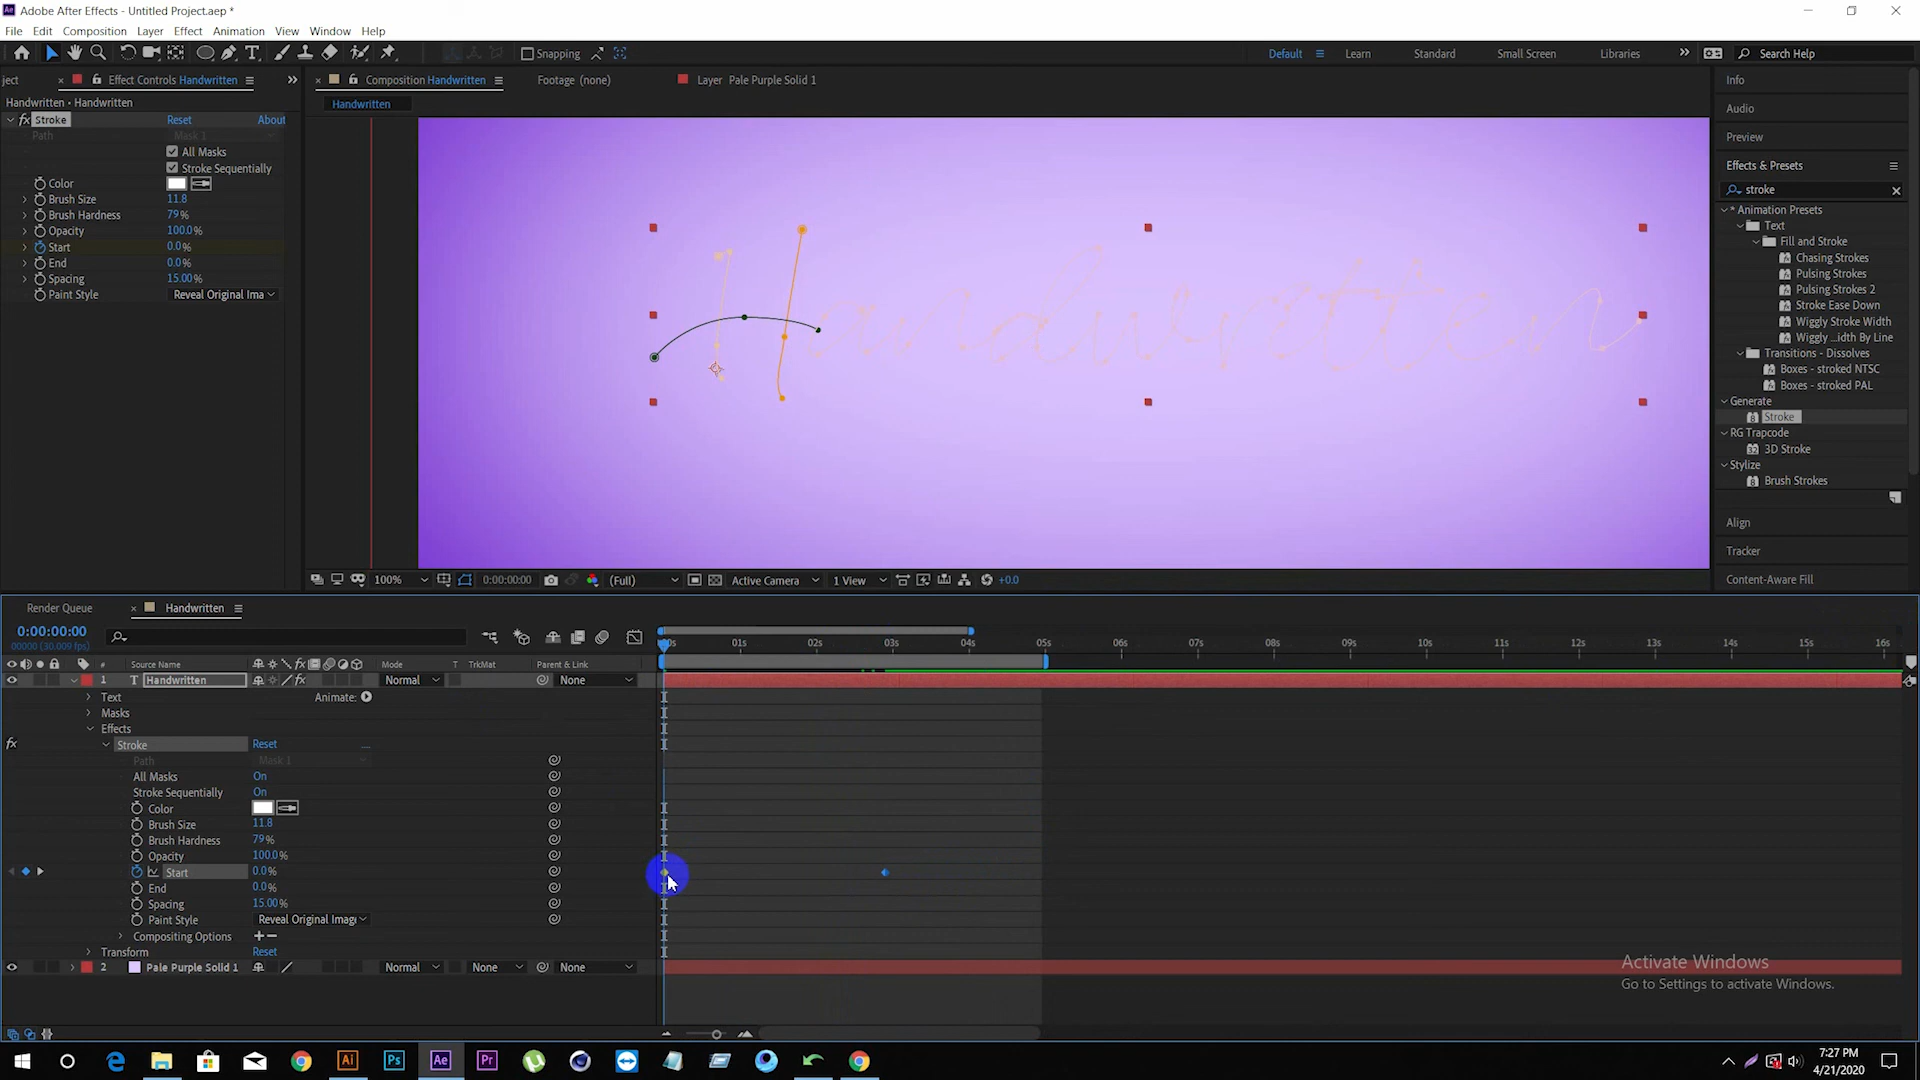 Adobe After Effects - Untitled Project.aep *
File Edit Composition Layer Effect Animation View Window Help
Snapping Default Learn Standard Small Screen Libraries Search Help
ject Effect Controls Handwritten Composition Handwritten Footage (none) Layer Pale Purple Solid 1 Info
Handwritten • Handwritten
Handwritten
Audio
fx Stroke Reset About
Path Mask 1
Preview
All Masks
Stroke Sequentially
Effects & Presets
Color
stroke
Brush Size 11.8
Brush Hardness 79%
Opacity 100.0%
Start 0.0%
End 0.0%
Spacing 15.00%
Paint Style Reveal Original Ima
* Animation Presets
Text
Fill and Stroke
Chasing Strokes
Pulsing Strokes
Pulsing Strokes 2
Stroke Ease Down
Wiggly Stroke Width
Wiggly ...idth By Line
Transitions - Dissolves
Boxes - stroked NTSC
Boxes - stroked PAL
Generate
Stroke
RG Trapcode
3D Stroke
Stylize
Brush Strokes
Align
Tracker
Content-Aware Fill
Handwritten
100% 0:00:00:00 (Full) Active Camera 1 View +0.0
Render Queue Handwritten
0:00:00:00
00000 (30.009 fps)
00s 01s 02s 03s 04s 05s 06s 07s 08s 09s 10s 11s 12s 13s 14s 15s 16s
# Source Name fx Mode T TrkMat Parent & Link
1 T Handwritten fx Normal None
Text Animate:
Masks
Effects
fx Stroke Reset
Path Mask 1
All Masks On
Stroke Sequentially On
Color
Brush Size 11.8
Brush Hardness 79%
Opacity 100.0%
Start 0.0%
End 0.0%
Spacing 15.00%
Paint Style Reveal Original Imag
Compositing Options + −
Transform Reset
2 Pale Purple Solid 1 Normal None None
Activate Windows
Go to Settings to activate Windows.
Ai Ps Ae Pr
7:27 PM
4/21/2020